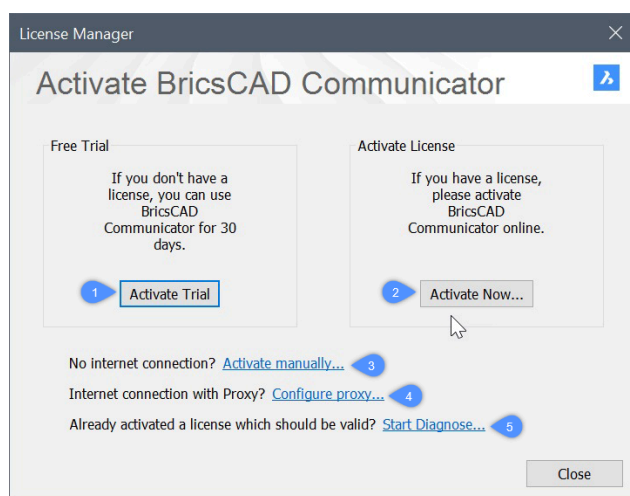 License Manager
Activate BricsCAD Communicator
Free Trial
If you don't have a
license, you can use
BricsCAD
Communicator for 30
days.
1
Activate Trial
Activate License
If you have a license,
please activate
BricsCAD
Communicator online.
2
Activate Now...
No internet connection? Activate manually... 3
Internet connection with Proxy? Configure proxy... 4
Already activated a license which should be valid? Start Diagnose... 5
Close